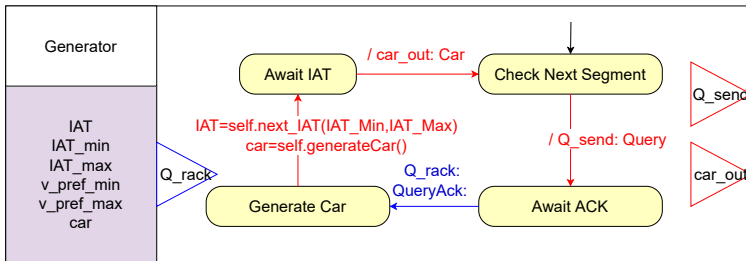 Generator
IAT
IAT_min
IAT_max
v_pref_min
v_pref_max
car
Q_rack
Await IAT
/ car_out: Car
Check Next Segment
IAT=self.next_IAT(IAT_Min,IAT_Max)
car=self.generateCar()
/ Q_send: Query
Q_rack:
QueryAck:
Generate Car
Await ACK
Q_send
car_out